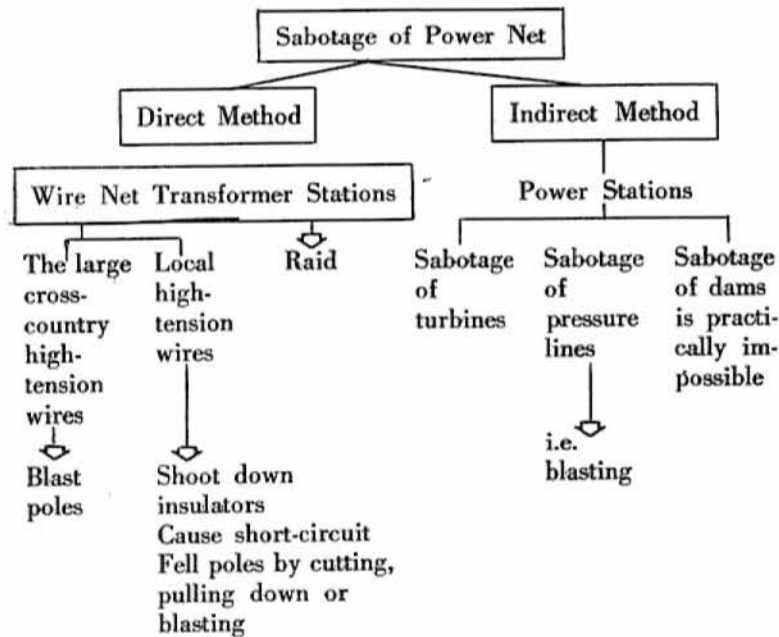 Sabotage of Power Net
Direct Method
Indirect Method
Wire Net Transformer Stations
Power Stations
The large
cross-
country
high-
tension
wires
Local
high-
tension
wires
Raid
Sabotage
of
turbines
Sabotage
of
pressure
lines
Sabotage
of dams
is practi-
cally im-
possible
Blast
poles
Shoot down
insulators
Cause short-circuit
Fell poles by cutting,
pulling down or
blasting
i.e.
blasting